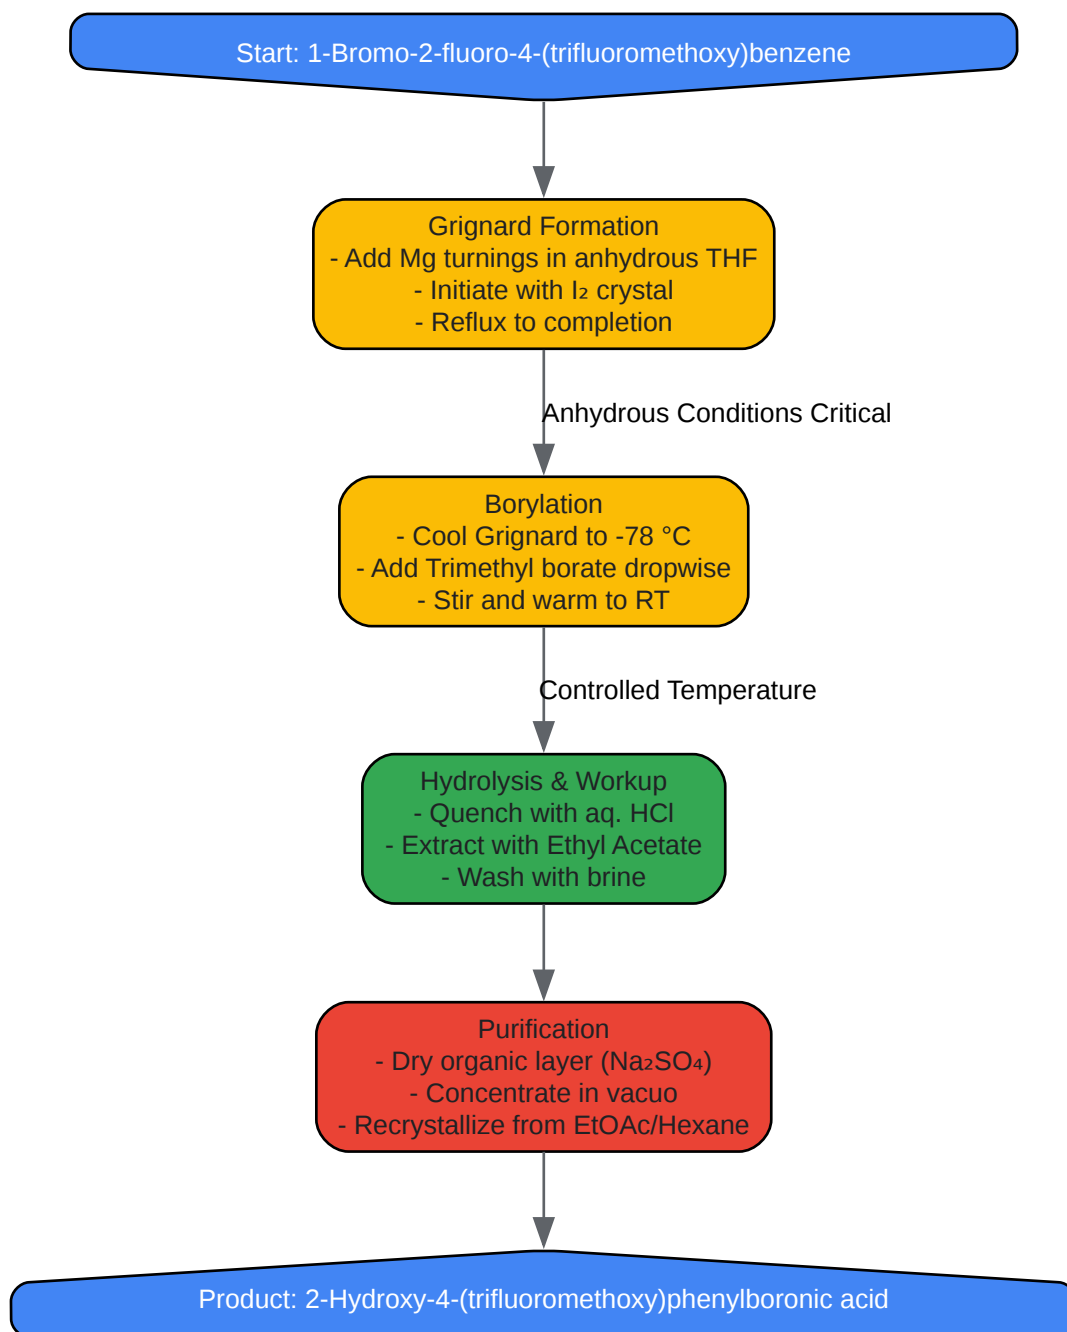 Start: 1-Bromo-2-fluoro-4-(trifluoromethoxy)benzene
Grignard Formation
- Add Mg turnings in anhydrous THF
- Initiate with I₂ crystal
- Reflux to completion
Anhydrous Conditions Critical
Borylation
- Cool Grignard to -78 °C
- Add Trimethyl borate dropwise
- Stir and warm to RT
Controlled Temperature
Hydrolysis & Workup
- Quench with aq. HCl
- Extract with Ethyl Acetate
- Wash with brine
Purification
- Dry organic layer (Na₂SO₄)
- Concentrate in vacuo
- Recrystallize from EtOAc/Hexane
Product: 2-Hydroxy-4-(trifluoromethoxy)phenylboronic acid